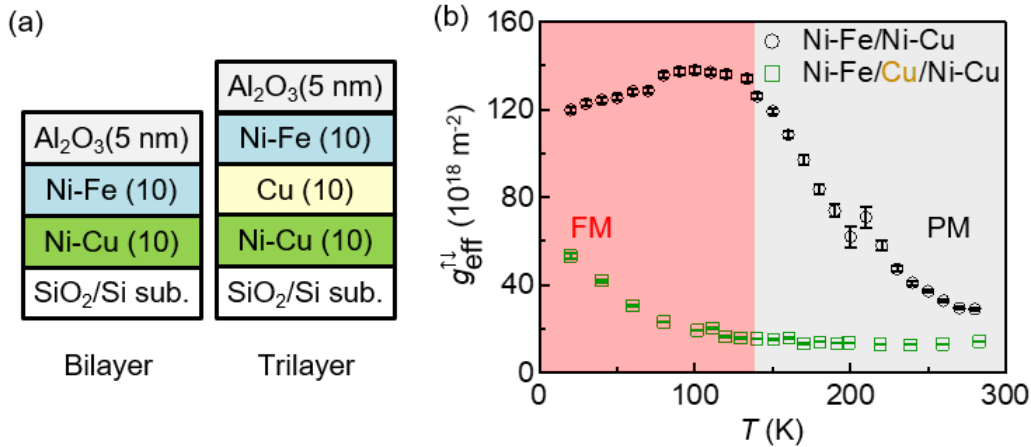 (a)
Al₂O₃(5 nm)
Ni-Fe (10)
Ni-Cu (10)
SiO₂/Si sub.
Bilayer
Al₂O₃(5 nm)
Ni-Fe (10)
Cu (10)
Ni-Cu (10)
SiO₂/Si sub.
Trilayer
(b)
g↑↓eff (10¹⁸ m⁻²)
160
120
80
40
0
Ni-Fe/Ni-Cu
Ni-Fe/Cu/Ni-Cu
FM
PM
0
100
200
300
T (K)